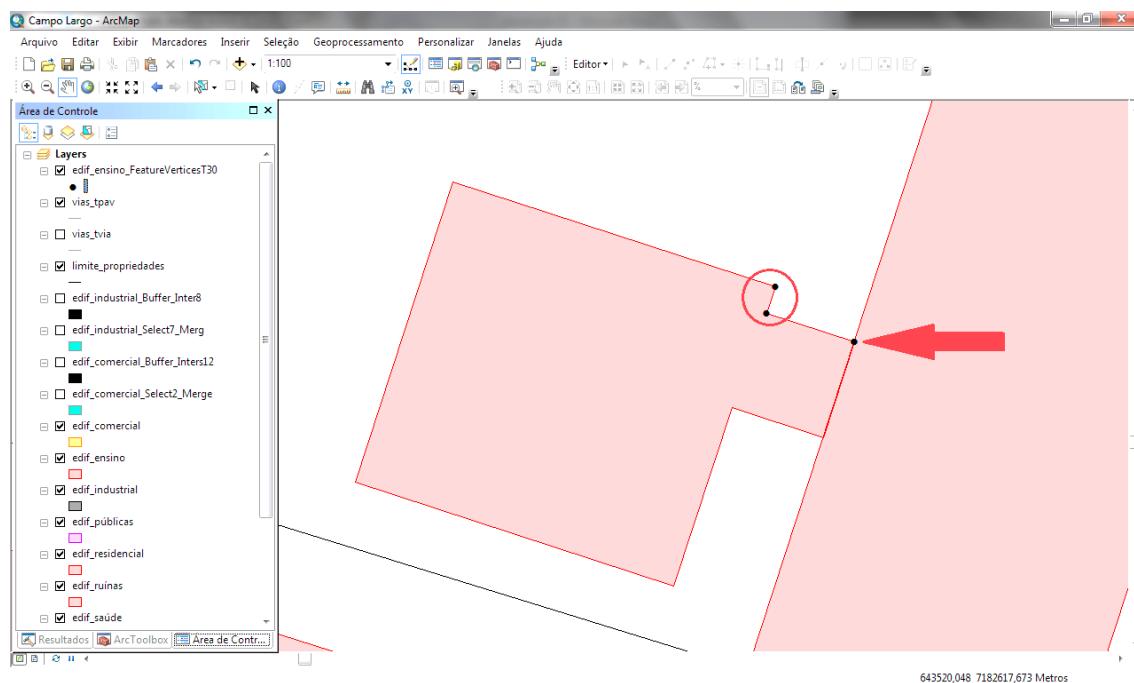 Campo Largo - ArcMap
Arquivo Editar Exibir Marcadores Inserir Seleção Geoprocessamento Personalizar Janelas Ajuda
1:100 Editor
Área de Controle
Layers
edif_ensino_FeatureVerticesT30
vias_tpav
vias_tvia
limite_propriedades
edif_industrial_Buffer_Inter8
edif_industrial_Select7_Merg
edif_comercial_Buffer_Inters12
edif_comercial_Select2_Merge
edif_comercial
edif_ensino
edif_industrial
edif_públicas
edif_residencial
edif_ruínas
edif_saúde
Resultados ArcToolbox Área de Contr...
643520,048 7182617,673 Metros